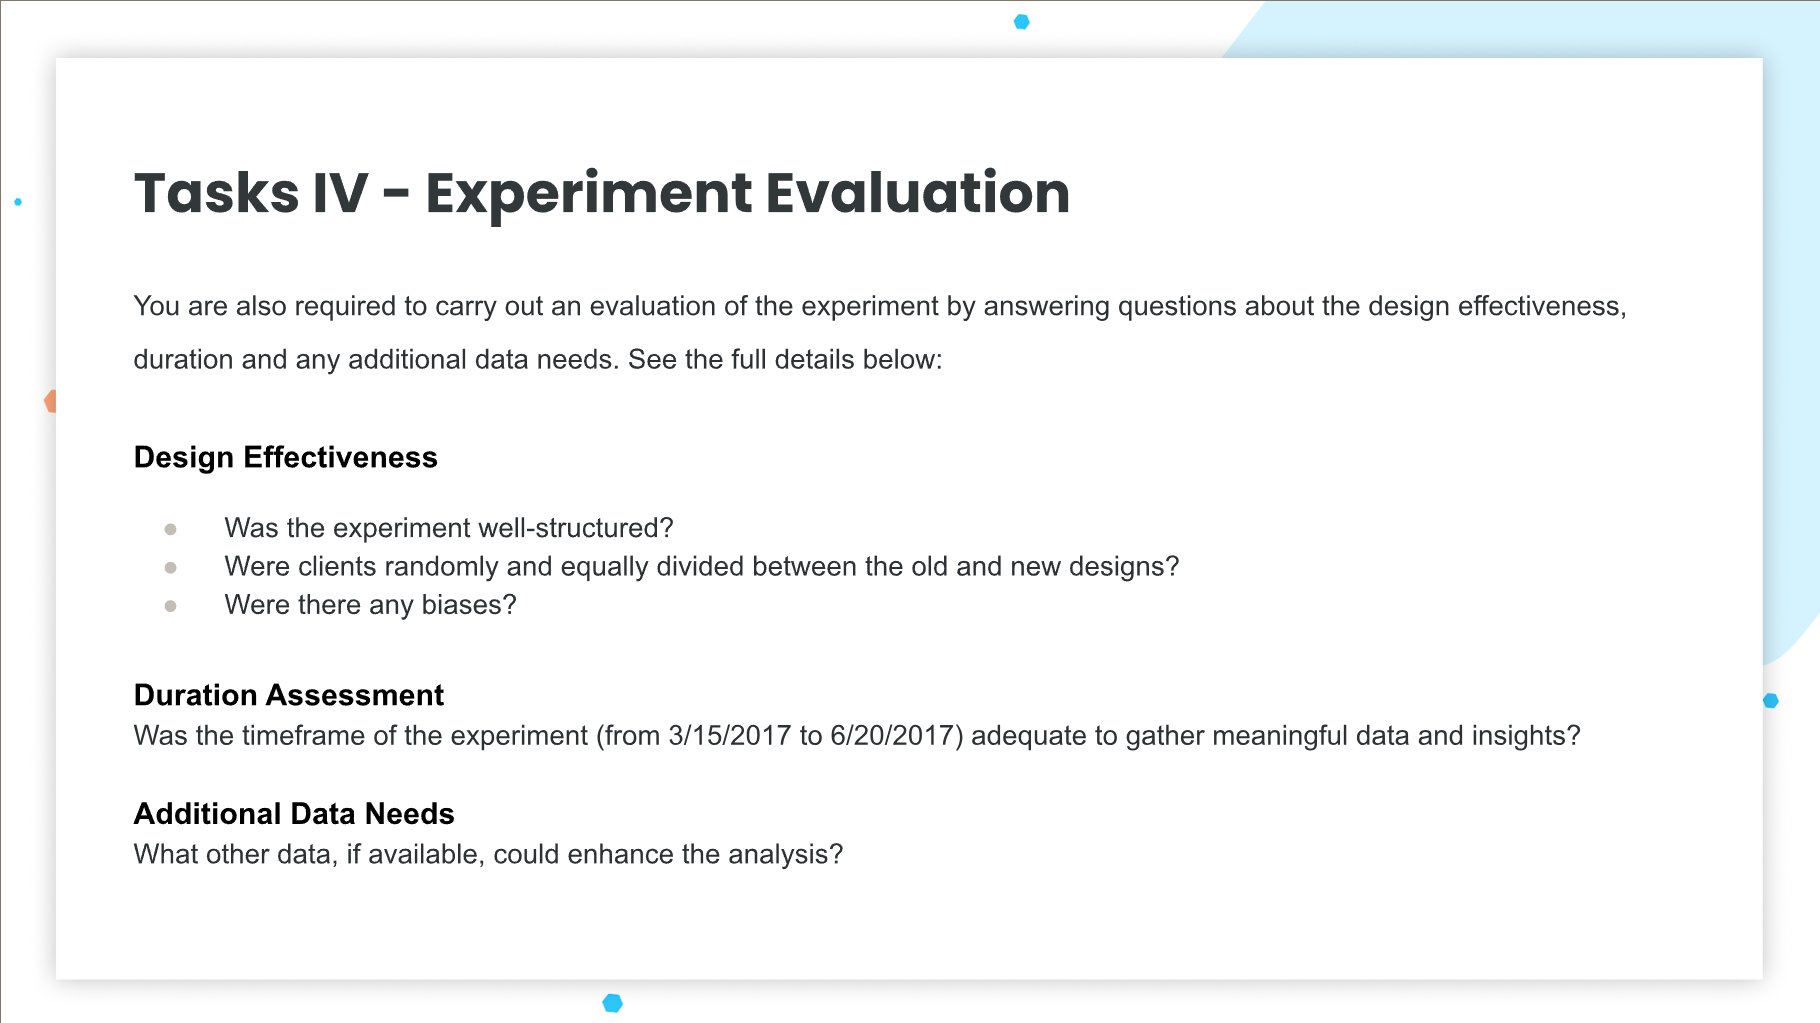 Tasks IV - Experiment Evaluation
You are also required to carry out an evaluation of the experiment by answering questions about the design effectiveness,
duration and any additional data needs. See the full details below:
Design Effectiveness
● Was the experiment well-structured?
● Were clients randomly and equally divided between the old and new designs?
● Were there any biases?
Duration Assessment
Was the timeframe of the experiment (from 3/15/2017 to 6/20/2017) adequate to gather meaningful data and insights?
Additional Data Needs
What other data, if available, could enhance the analysis?